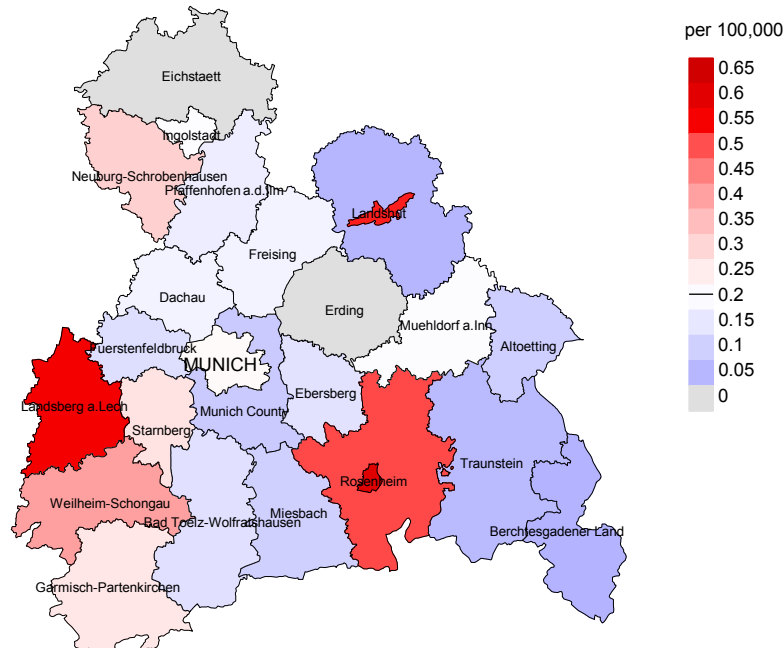 per 100,000
0.65
0.6
0.55
0.5
0.45
0.4
0.35
0.3
0.25
0.2
0.15
0.1
0.05
0
Eichstaett
Ingolstadt
Neuburg-Schrobenhausen
Pfaffenhofen a.d.Ilm
Landshut
Freising
Dachau
Erding
Muehldorf a.Inn
Altoetting
Fuerstenfeldbruck
MUNICH
Ebersberg
Landsberg a.Lech
Munich County
Starnberg
Traunstein
Rosenheim
Weilheim-Schongau
Miesbach
Bad Toelz-Wolfratshausen
Berchtesgadener Land
Garmisch-Partenkirchen